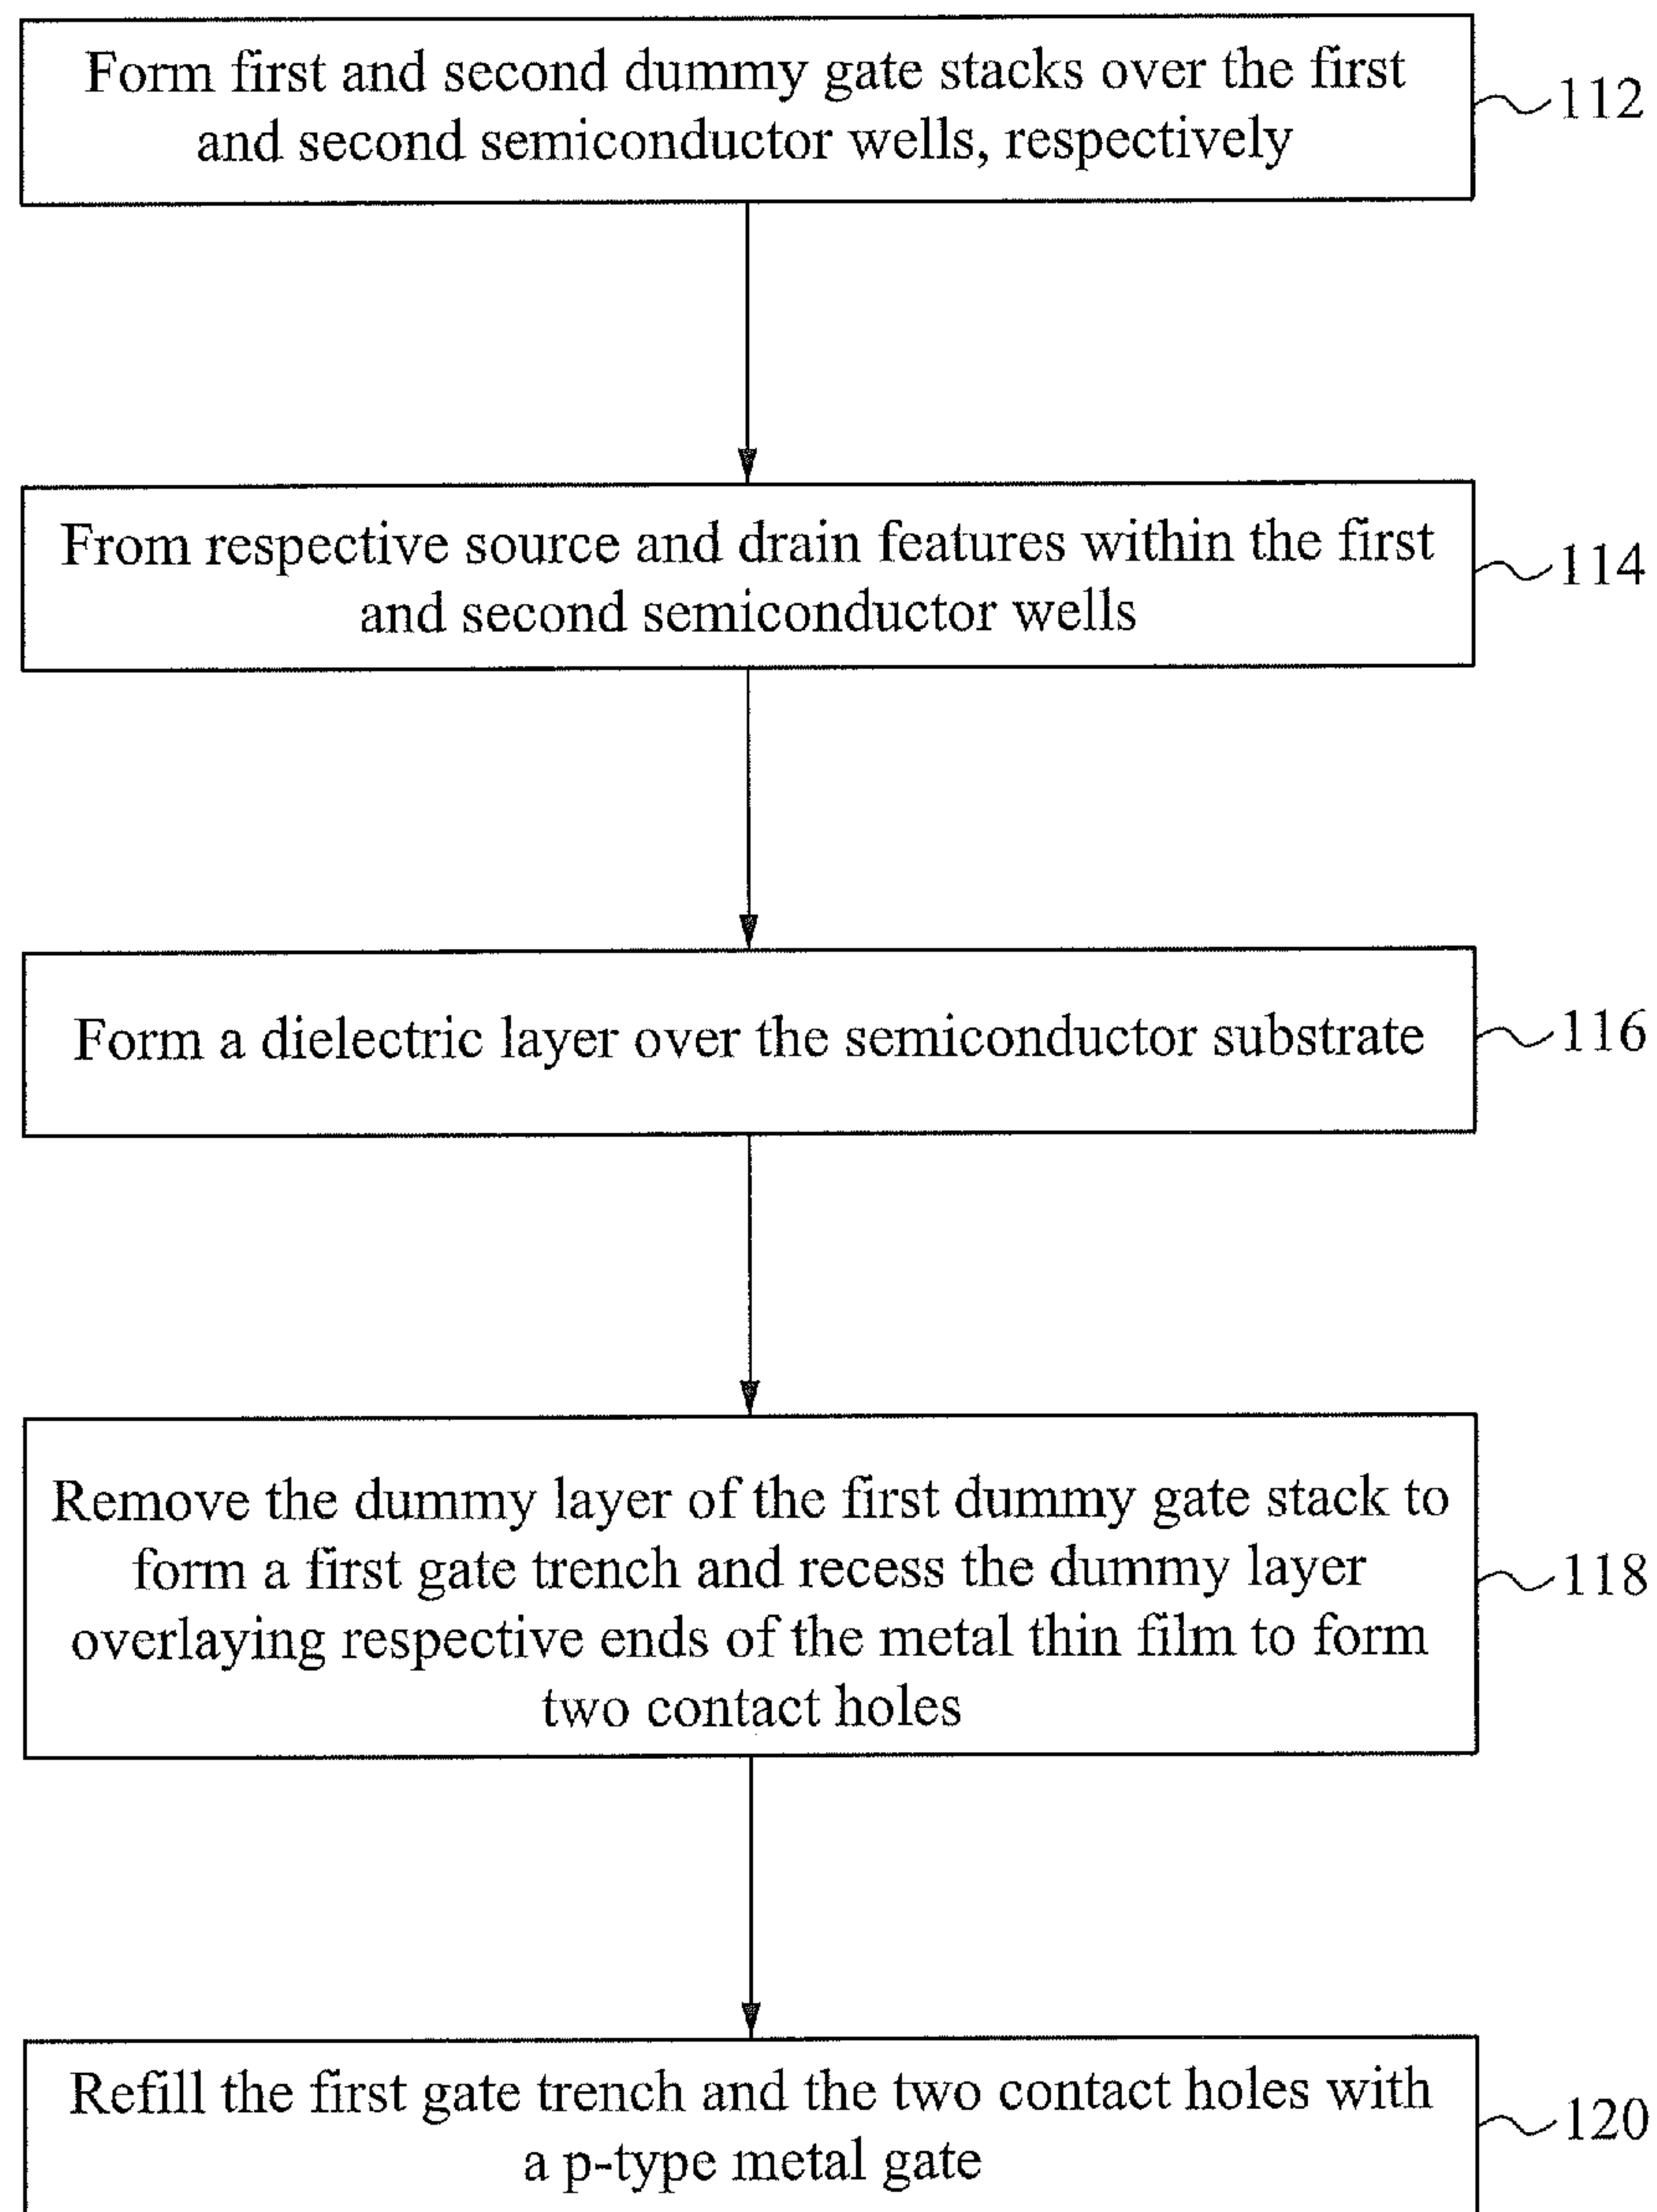 Form first and second dummy gate stacks over the first
and second semiconductor wells, respectively
112
From respective source and drain features within the first
and second semiconductor wells
114
Form a dielectric layer over the semiconductor substrate
116
Remove the dummy layer of the first dummy gate stack to
form a first gate trench and recess the dummy layer
overlaying respective ends of the metal thin film to form
two contact holes
118
Refill the first gate trench and the two contact holes with
a p-type metal gate
120